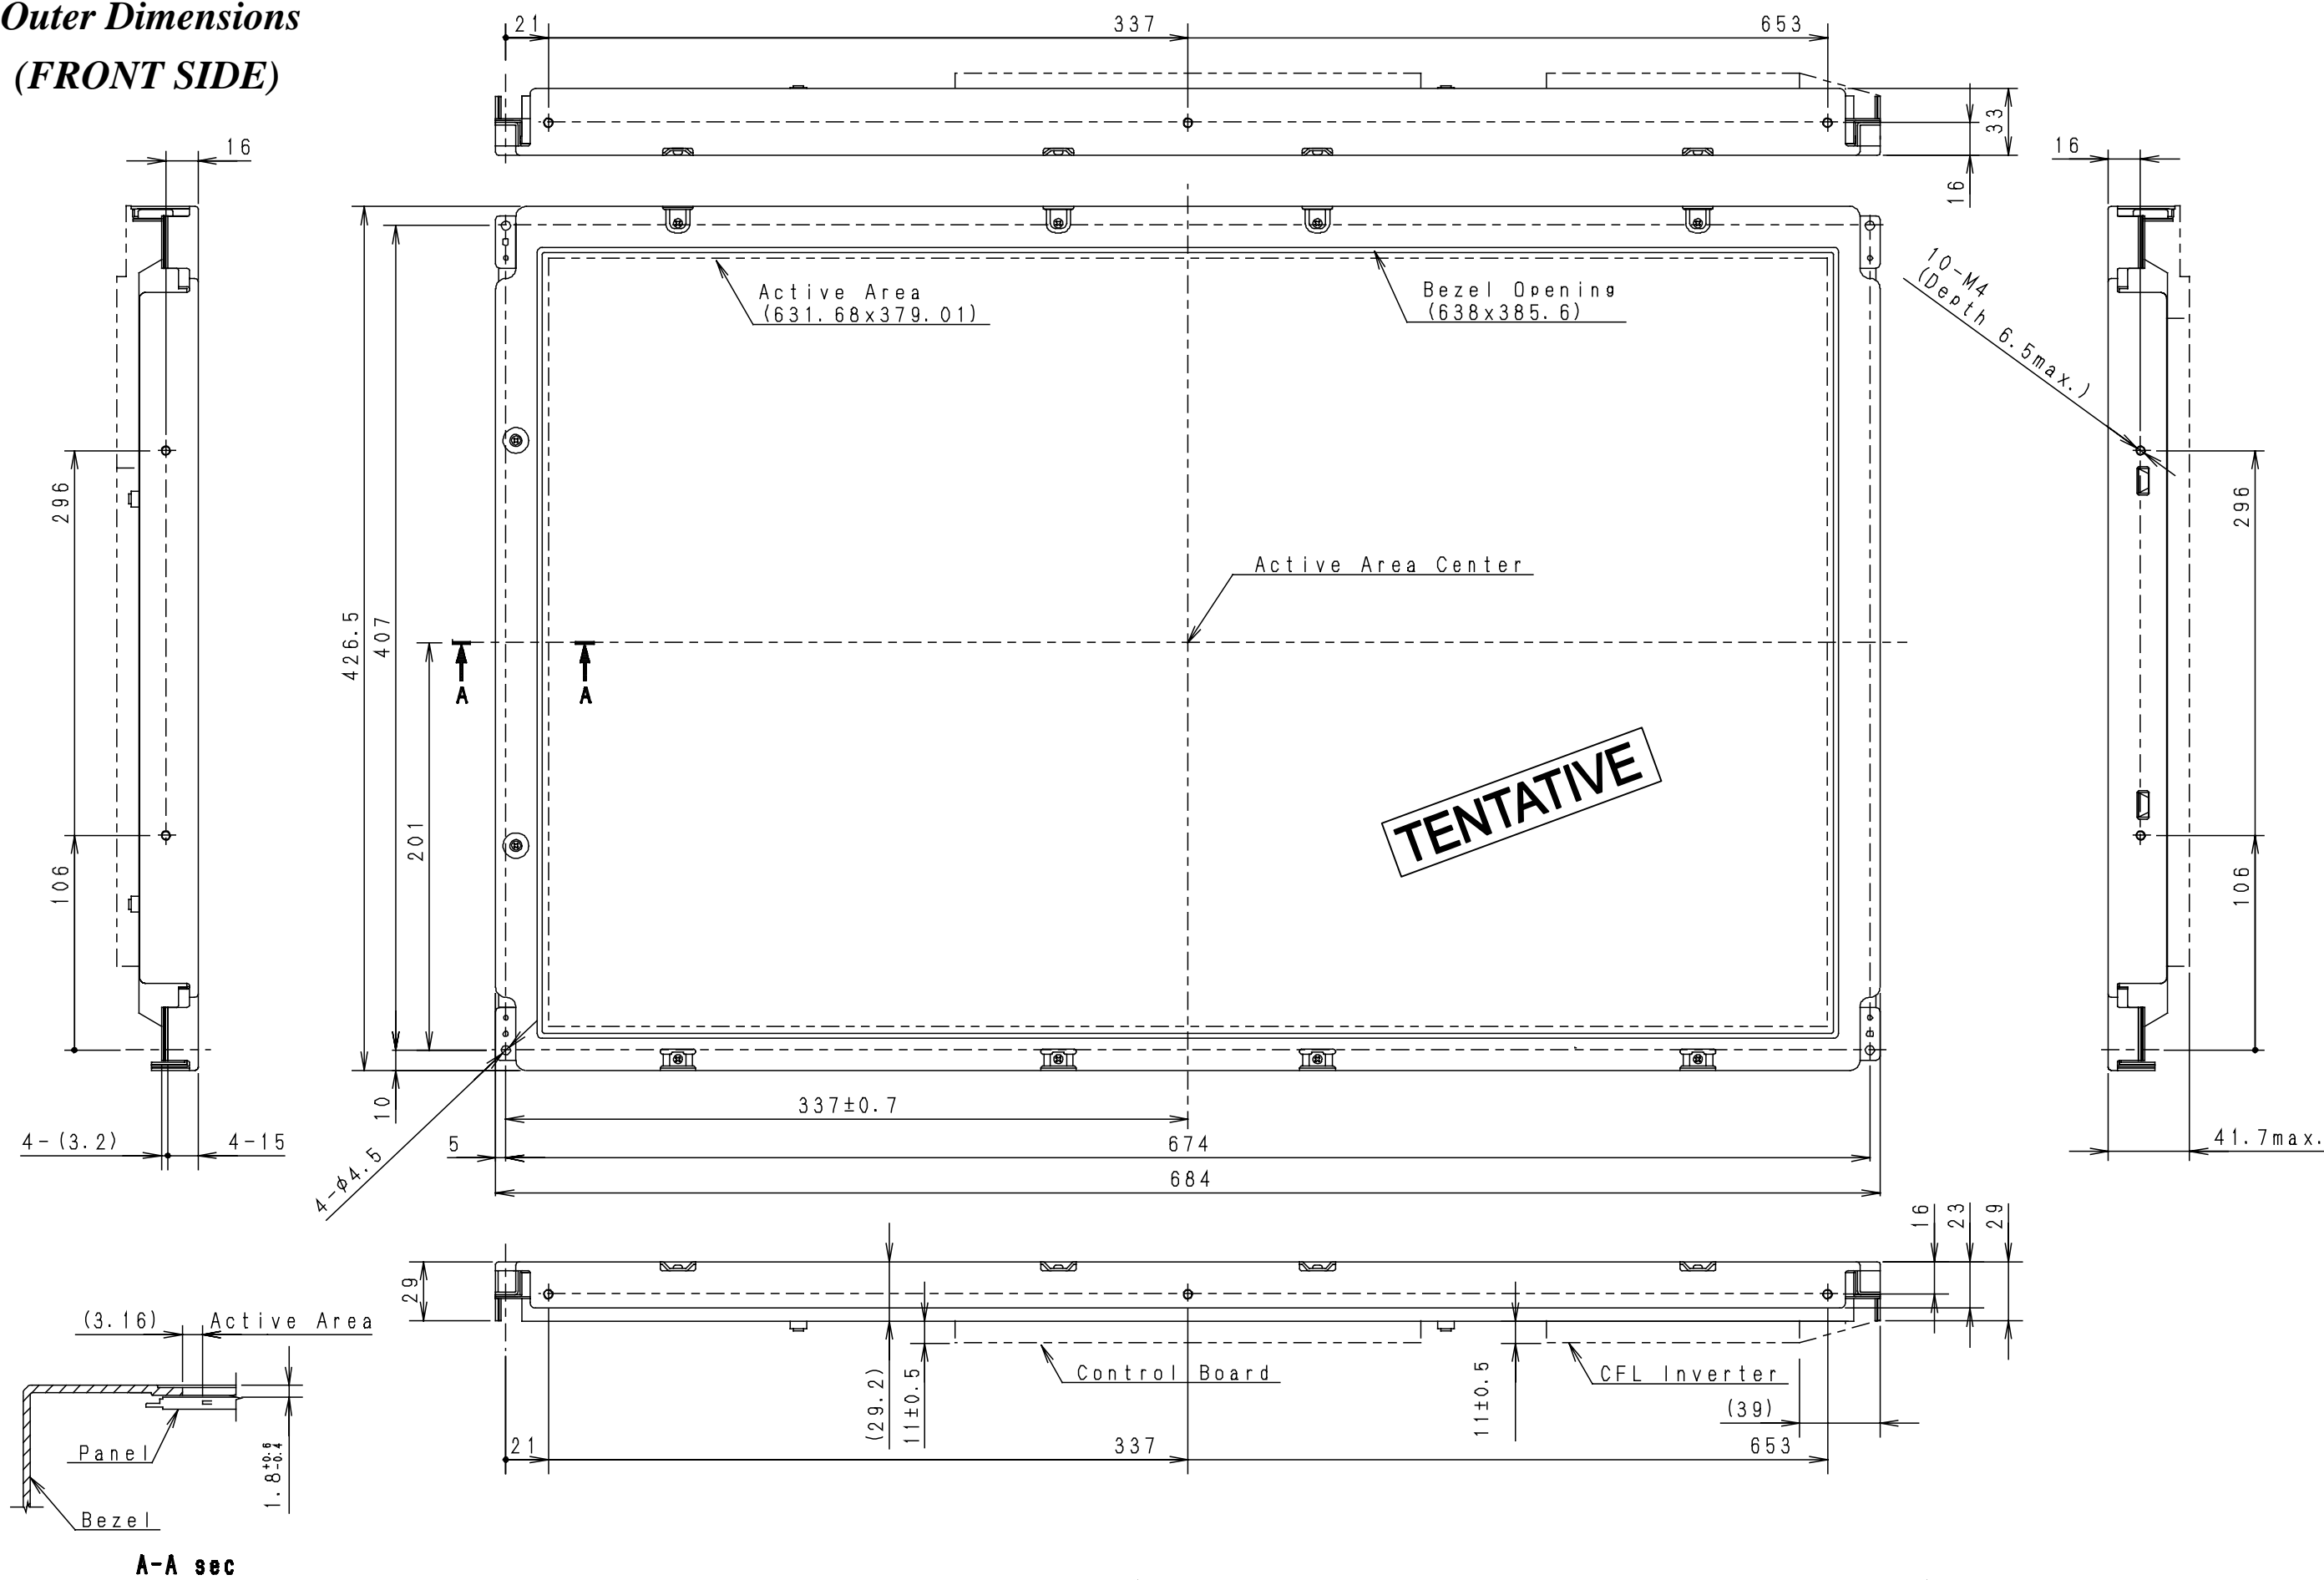 Outer Dimensions
(FRONT SIDE)
21
337
653
33
16
16
16
Active Area
(631.68x379.01)
Bezel Opening
(638x385.6)
10-M4
(Depth 6.5max.)
296
106
426.5
407
201
10
Active Area Center
A
A
TENTATIVE
296
106
4-(3.2)
4-15
4-φ4.5
337±0.7
5
674
684
41.7max.
29
(29.2)
11±0.5
Control Board
11±0.5
CFL Inverter
(39)
16
23
29
21
337
653
(3.16)
Active Area
Panel
1.8+0.6-0.4
Bezel
A-A sec